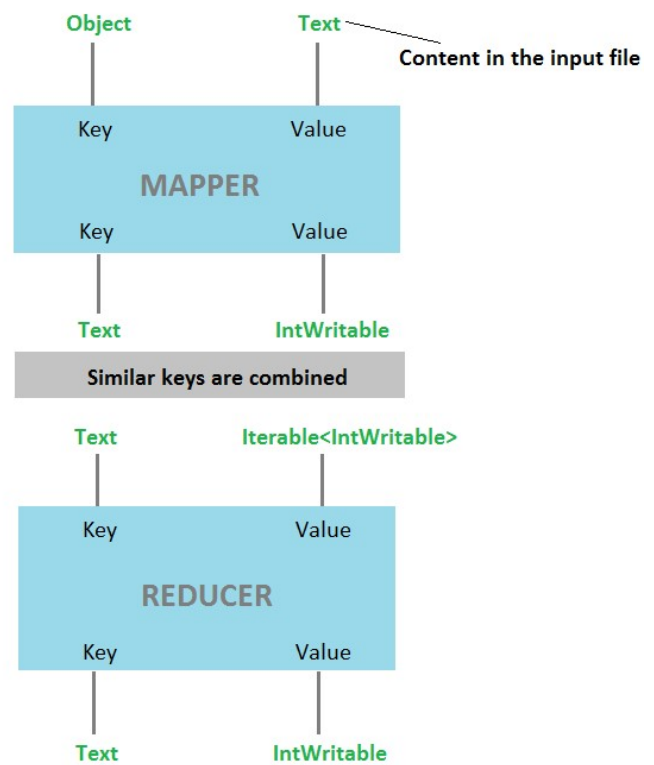 Object Text
Content in the input file
Key Value
MAPPER
Key Value
Text IntWritable
Similar keys are combined
Text Iterable<IntWritable>
Key Value
REDUCER
Key Value
Text IntWritable